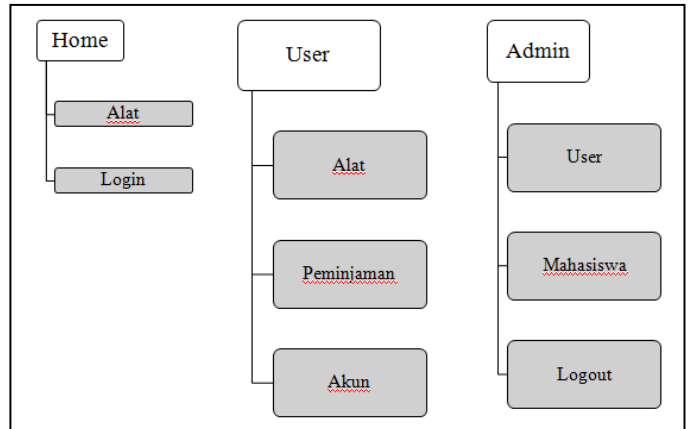 Home
Alat
Login
User
Alat
Peminjaman
Akun
Admin
User
Mahasiswa
Logout